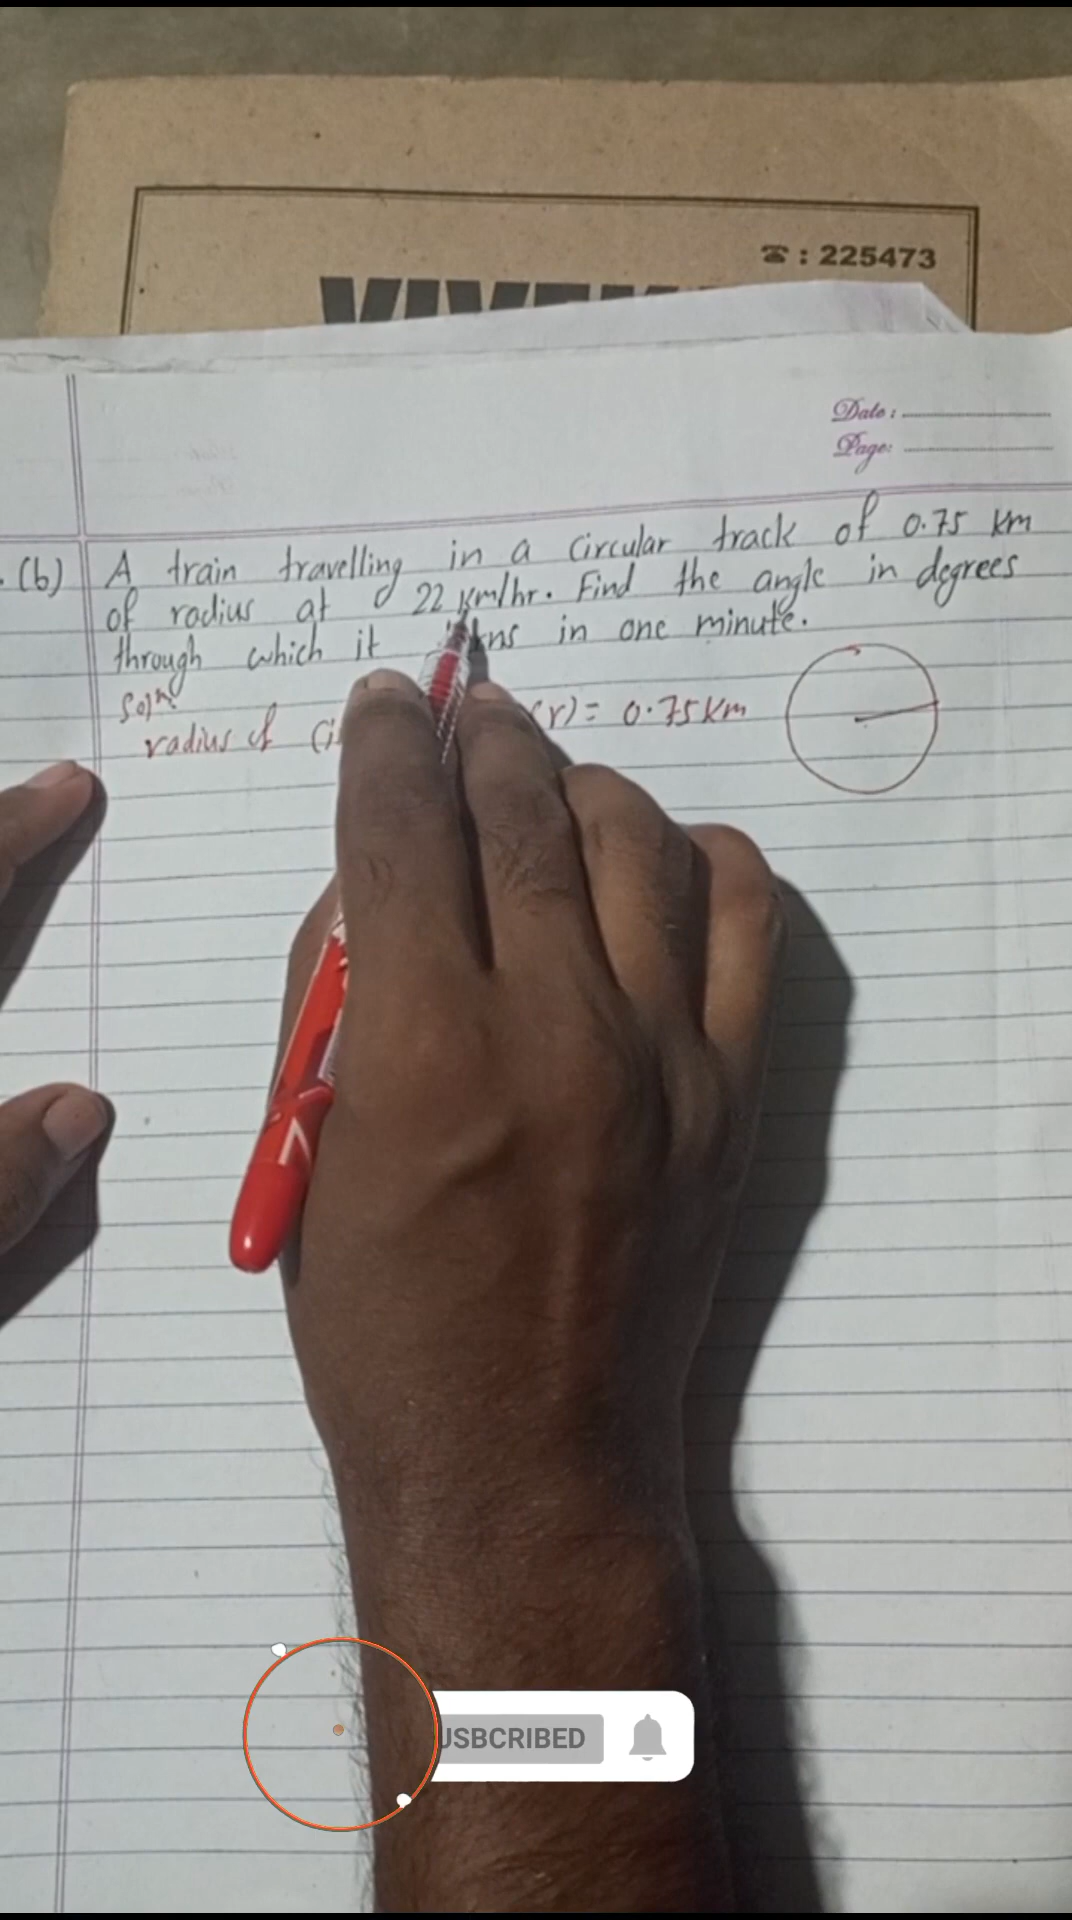 ☎ : 225473
Date :
Page:
(b) A train travelling in a circular track of 0.75 km
of radius at 22 km/hr. Find the angle in degrees
through which it in one minute.
Solⁿ
radius of (r) = 0.75 km
USBCRIBED